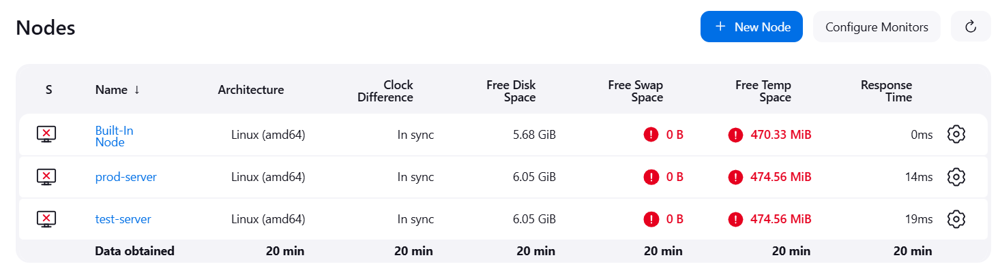 Nodes
+ New Node
Configure Monitors
S Name ↓ Architecture Clock Difference Free Disk Space Free Swap Space Free Temp Space Response Time
Built-In Node Linux (amd64) In sync 5.68 GiB 0 B 470.33 MiB 0ms
prod-server Linux (amd64) In sync 6.05 GiB 0 B 474.56 MiB 14ms
test-server Linux (amd64) In sync 6.05 GiB 0 B 474.56 MiB 19ms
Data obtained 20 min 20 min 20 min 20 min 20 min 20 min